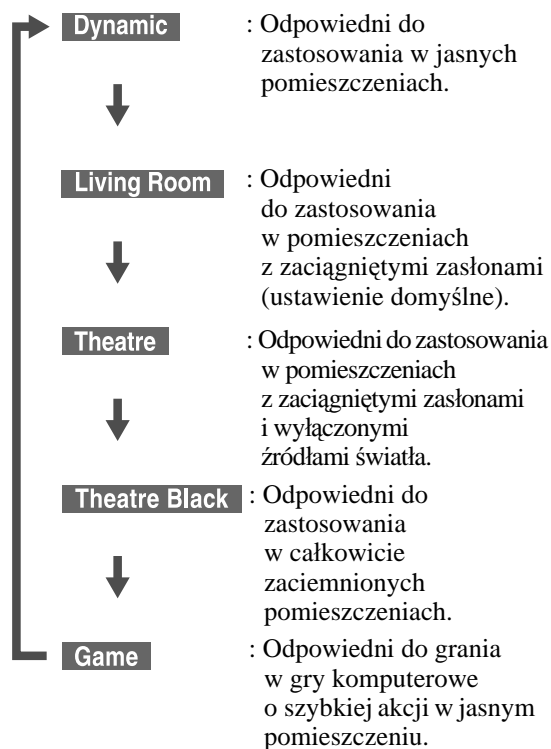 Dynamic : Odpowiedni do
zastosowania w jasnych
pomieszczeniach.
Living Room : Odpowiedni
do zastosowania
w pomieszczeniach
z zaciągniętymi zasłonami
(ustawienie domyślne).
Theatre : Odpowiedni do zastosowania
w pomieszczeniach
z zaciągniętymi zasłonami
i wyłączonymi
źródłami światła.
Theatre Black : Odpowiedni do
zastosowania
w całkowicie
zaciemnionych
pomieszczeniach.
Game : Odpowiedni do grania
w gry komputerowe
o szybkiej akcji w jasnym
pomieszczeniu.